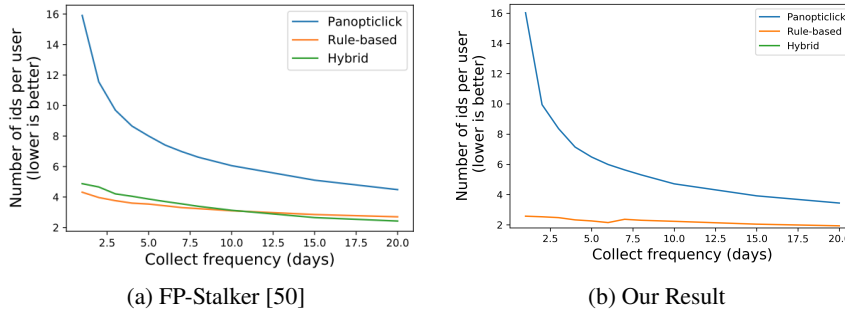 Number of ids per user
(lower is better)
16
14
12
10
8
6
4
2
2.5 5.0 7.5 10.0 12.5 15.0 17.5 20.0
Collect frequency (days)
Panopticlick
Rule-based
Hybrid
(a) FP-Stalker [50]
Number of ids per user
(lower is better)
16
14
12
10
8
6
4
2
2.5 5.0 7.5 10.0 12.5 15.0 17.5 20.0
Collect frequency (days)
Panopticlick
Rule-based
Hybrid
(b) Our Result